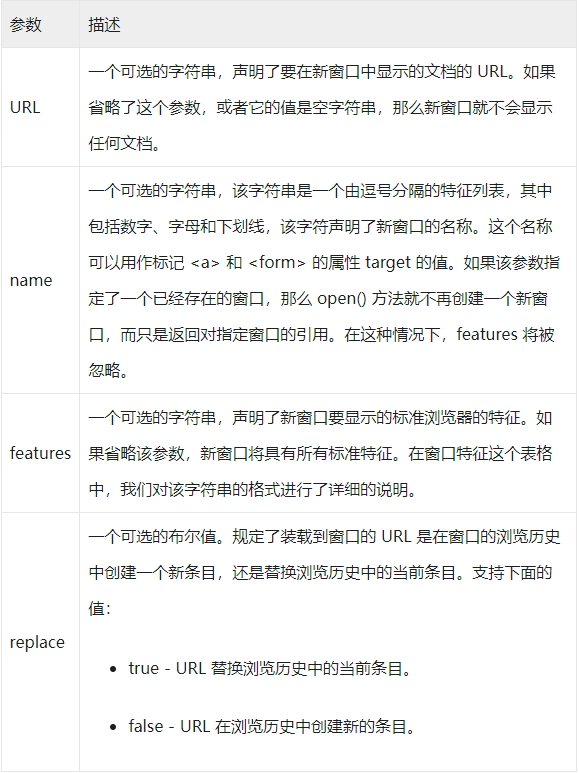 参数 描述
URL
一个可选的字符串，声明了要在新窗口中显示的文档的 URL。如果
省略了这个参数，或者它的值是空字符串，那么新窗口就不会显示
任何文档。
name
一个可选的字符串，该字符串是一个由逗号分隔的特征列表，其中
包括数字、字母和下划线，该字符声明了新窗口的名称。这个名称
可以用作标记 <a> 和 <form> 的属性 target 的值。如果该参数指
定了一个已经存在的窗口，那么 open() 方法就不再创建一个新窗
口，而只是返回对指定窗口的引用。在这种情况下，features 将被
忽略。
features
一个可选的字符串，声明了新窗口要显示的标准浏览器的特征。如
果省略该参数，新窗口将具有所有标准特征。在窗口特征这个表格
中，我们对该字符串的格式进行了详细的说明。
replace
一个可选的布尔值。规定了装载到窗口的 URL 是在窗口的浏览历史
中创建一个新条目，还是替换浏览历史中的当前条目。支持下面的
值：
• true - URL 替换浏览历史中的当前条目。
• false - URL 在浏览历史中创建新的条目。